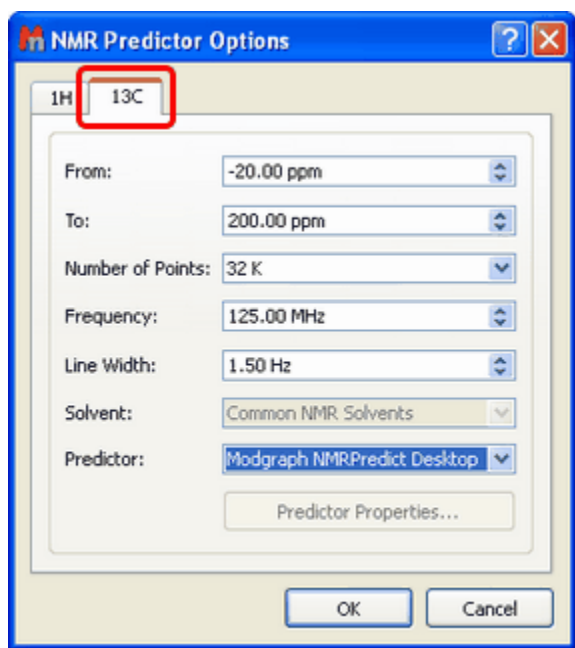 NMR Predictor Options
1H 13C
From: -20.00 ppm
To: 200.00 ppm
Number of Points: 32 K
Frequency: 125.00 MHz
Line Width: 1.50 Hz
Solvent: Common NMR Solvents
Predictor: Modgraph NMRPredict Desktop
Predictor Properties...
OK Cancel